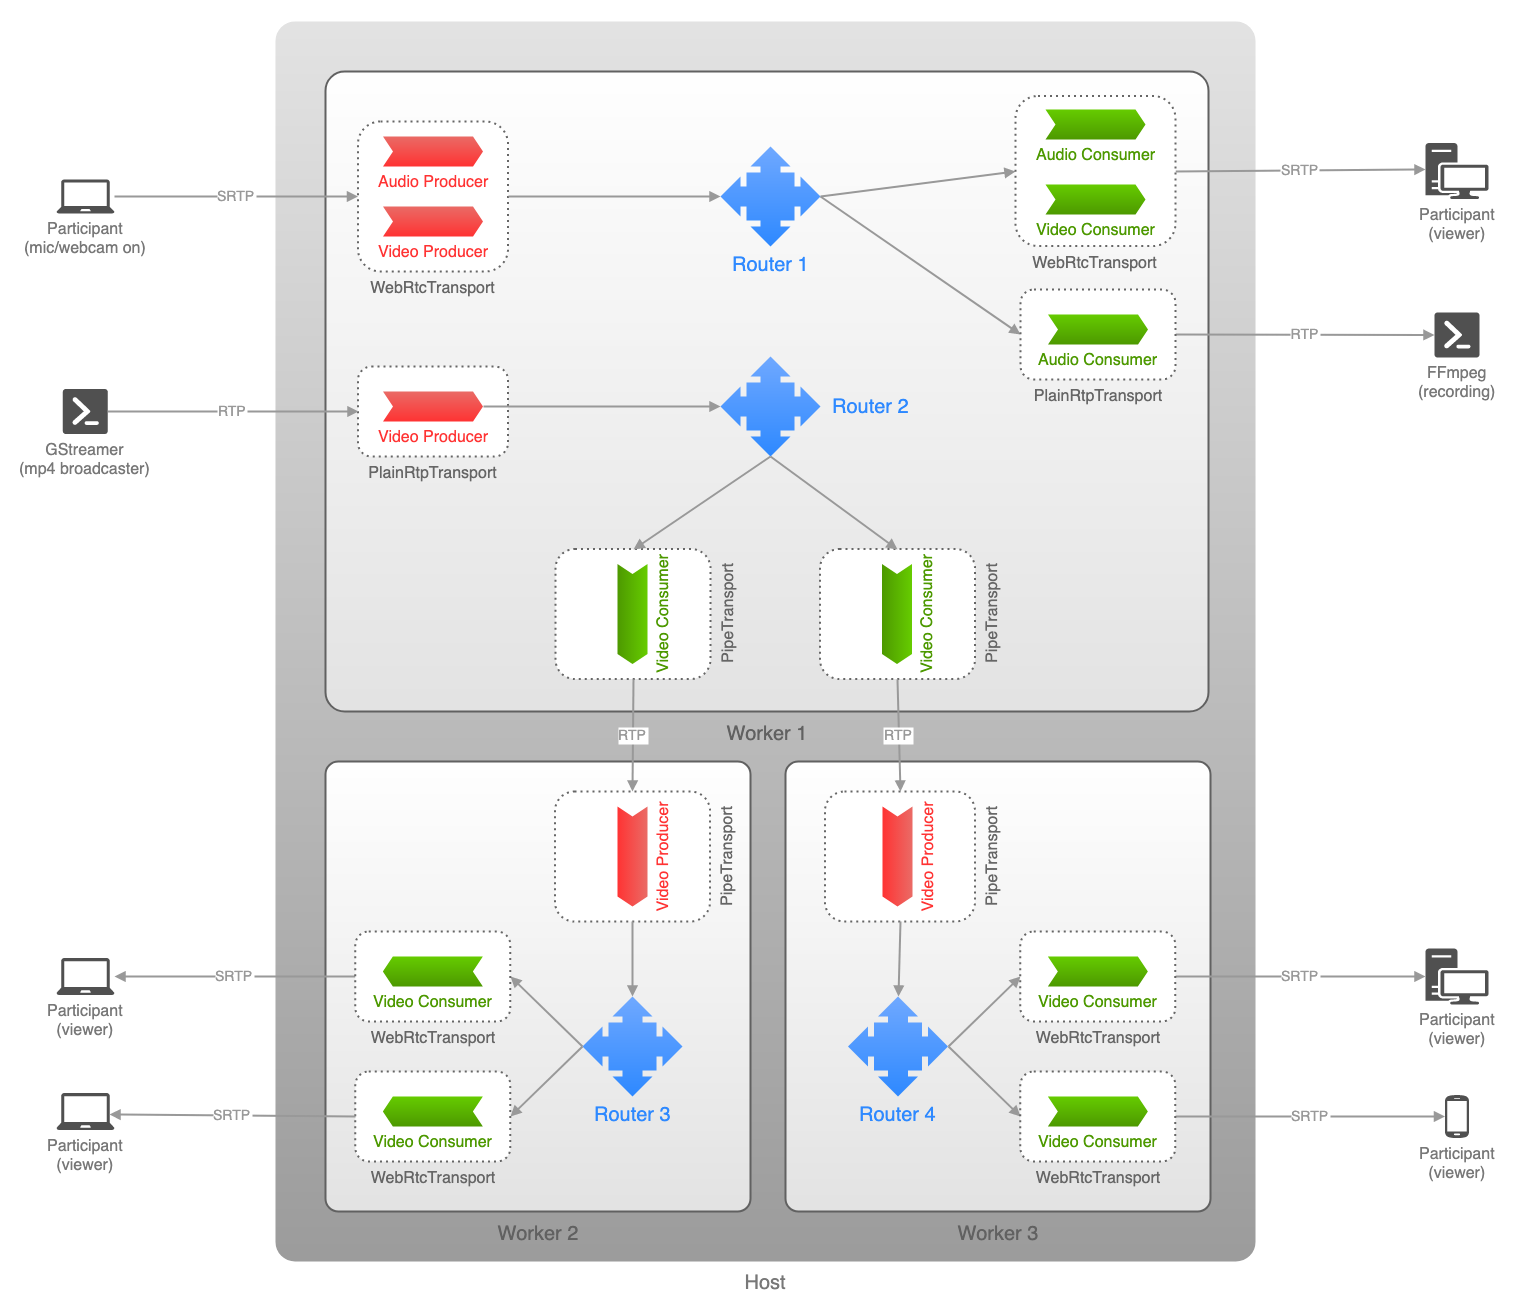 Audio Producer
Video Producer
WebRtcTransport
SRTP
Participant
(mic/webcam on)
Router 1
Audio Consumer
Video Consumer
WebRtcTransport
SRTP
Participant
(viewer)
Audio Consumer
PlainRtpTransport
RTP
FFmpeg
(recording)
RTP
GStreamer
(mp4 broadcaster)
Video Producer
PlainRtpTransport
Router 2
Video Consumer
PipeTransport
Video Consumer
PipeTransport
RTP
RTP
Worker 1
Video Producer
PipeTransport
Video Producer
PipeTransport
SRTP
Participant
(viewer)
Video Consumer
WebRtcTransport
SRTP
Participant
(viewer)
Video Consumer
WebRtcTransport
Router 3
Worker 2
Router 4
Video Consumer
WebRtcTransport
SRTP
Participant
(viewer)
Video Consumer
WebRtcTransport
SRTP
Participant
(viewer)
Worker 3
Host